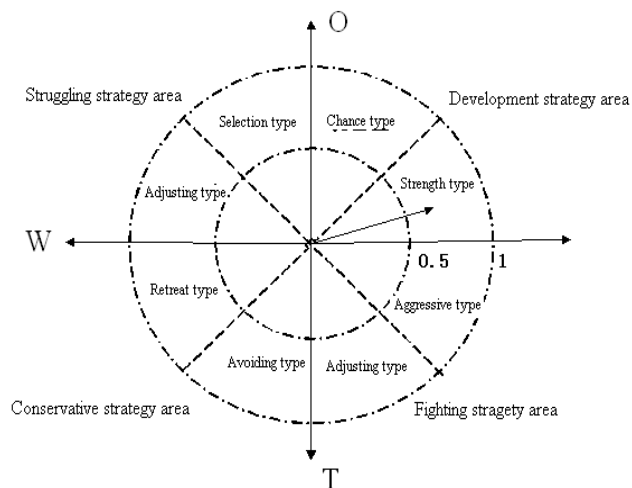 O
Struggling strategy area
Development strategy area
Selection type
Chance type
Adjusting type
Strength type
W
0.5
1
Retreat type
Aggressive type
Avoiding type
Adjusting type
Conservative strategy area
Fighting stragety area
T